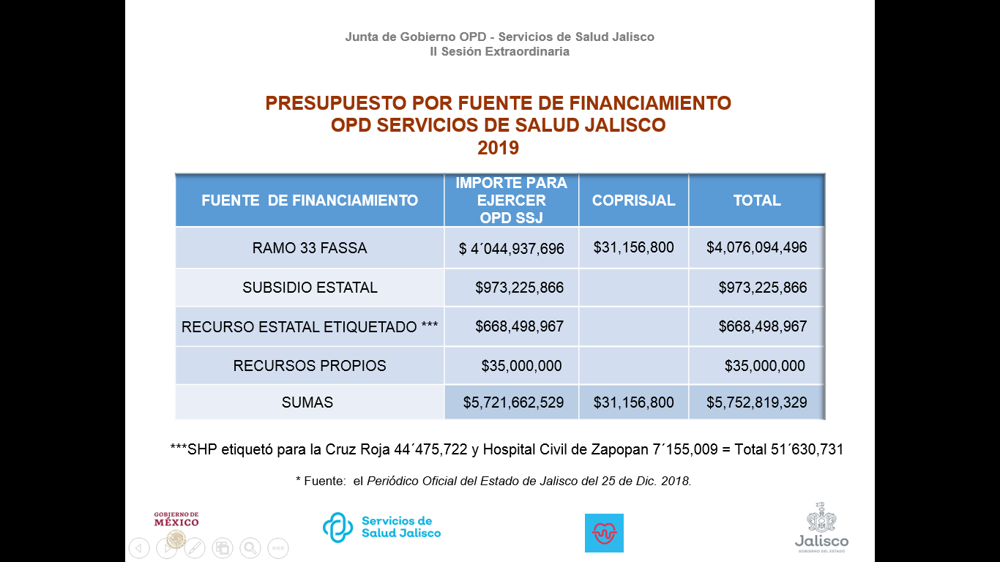 Junta de Gobierno OPD - Servicios de Salud Jalisco
II Sesión Extraordinaria
PRESUPUESTO POR FUENTE DE FINANCIAMIENTO
OPD SERVICIOS DE SALUD JALISCO
2019
FUENTE DE FINANCIAMIENTO
IMPORTE PARA
EJERCER
OPD SSJ
COPRISJAL
TOTAL
RAMO 33 FASSA $ 4´044,937,696 $31,156,800 $4,076,094,496
SUBSIDIO ESTATAL $973,225,866 $973,225,866
RECURSO ESTATAL ETIQUETADO *** $668,498,967 $668,498,967
RECURSOS PROPIOS $35,000,000 $35,000,000
SUMAS $5,721,662,529 $31,156,800 $5,752,819,329
***SHP etiquetó para la Cruz Roja 44´475,722 y Hospital Civil de Zapopan 7´155,009 = Total 51´630,731
* Fuente: el Periódico Oficial del Estado de Jalisco del 25 de Dic. 2018.
GOBIERNO DE
MÉXICO
Servicios de
Salud Jalisco
Jalisco
GOBIERNO DEL ESTADO